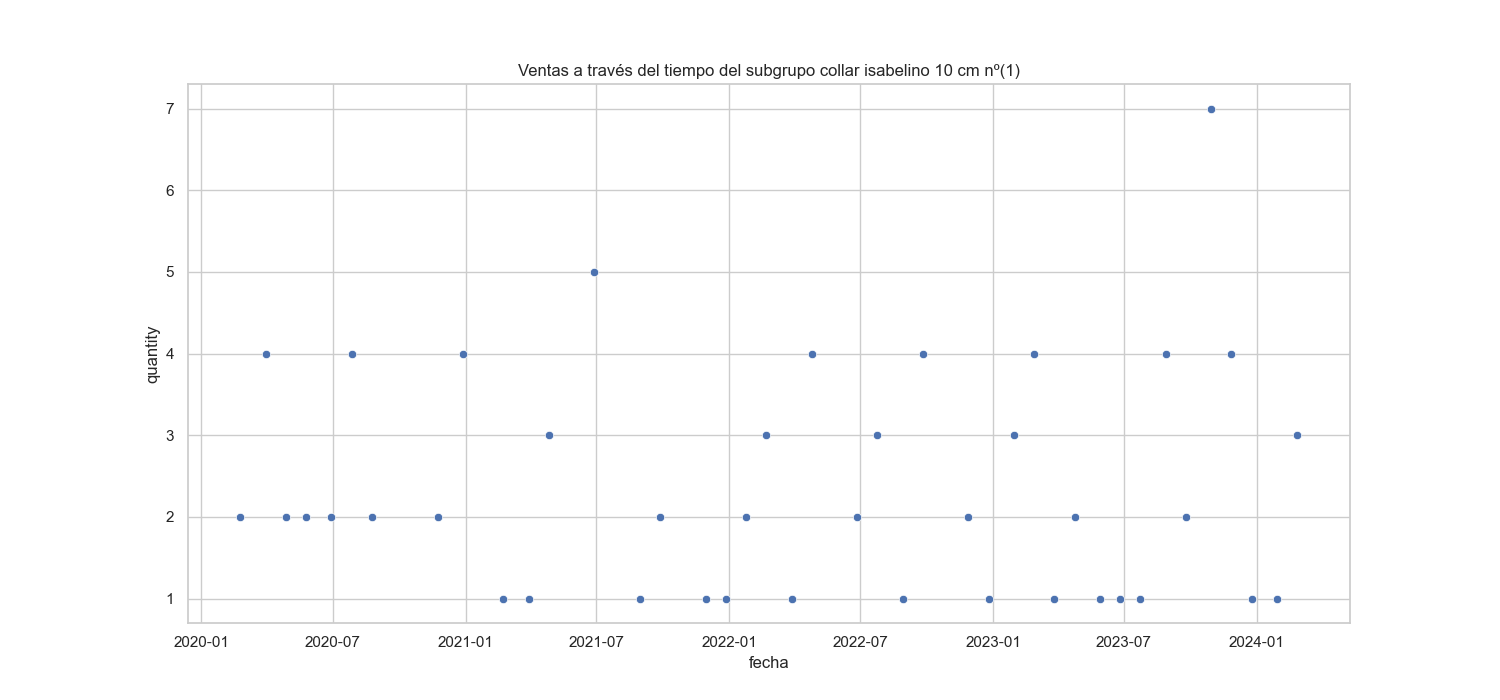 Ventas a través del tiempo del subgrupo collar isabelino 10 cm nº(1)
quantity
7
6
5
4
3
2
1
2020-01 2020-07 2021-01 2021-07 2022-01 2022-07 2023-01 2023-07 2024-01
fecha